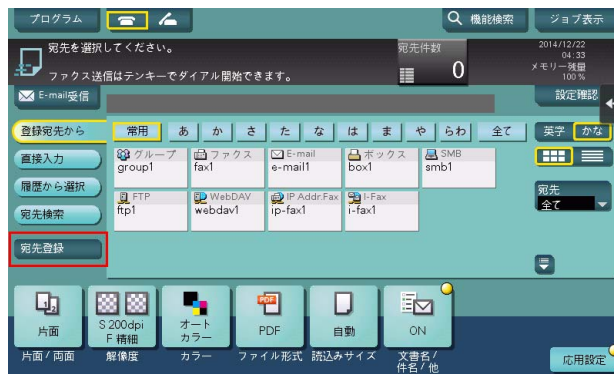 プログラム
機能検索
ジョブ表示
宛先を選択してください。
ファクス送信はテンキーでダイアル開始できます。
宛先件数
0
2014/12/22
04:33
メモリー残量
100 %
E-mail受信
設定確認
登録宛先から
直接入力
履歴から選択
宛先検索
宛先登録
常用 あ か さ た な は ま や らわ 全て
英字 かな
グループ
group1
ファクス
fax1
E-mail
e-mail1
ボックス
box1
SMB
smb1
FTP
ftp1
WebDAV
webdav1
IP Addr.Fax
ip-fax1
I-Fax
i-fax1
宛先
全て
片面
片面/両面
S 200dpi
F 精細
解像度
オート
カラー
カラー
PDF
PDF
ファイル形式
自動
読込みサイズ
ON
文書名/
件名/他
応用設定